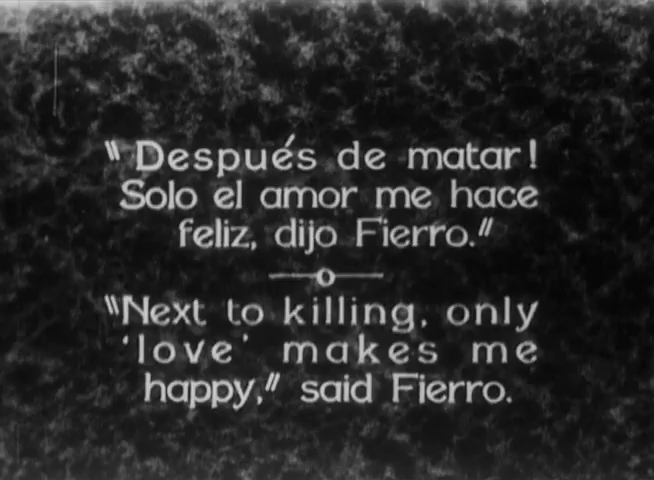 "Después de matar!
Solo el amor me hace
feliz, dijo Fierro."
o
"Next to killing, only
'love' makes me
happy," said Fierro.